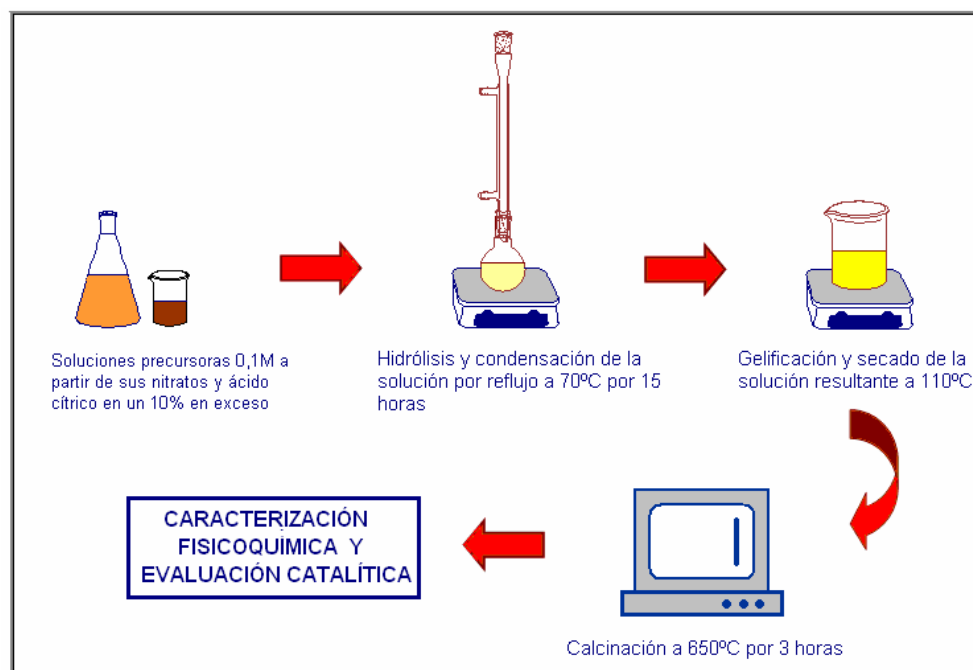 Soluciones precursoras 0,1M a
partir de sus nitratos y ácido
cítrico en un 10% en exceso
Hidrólisis y condensación de la
solución por reflujo a 70ºC por 15
horas
Gelificación y secado de la
solución resultante a 110ºC
Calcinación a 650ºC por 3 horas
CARACTERIZACIÓN
FISICOQUÍMICA Y
EVALUACIÓN CATALÍTICA